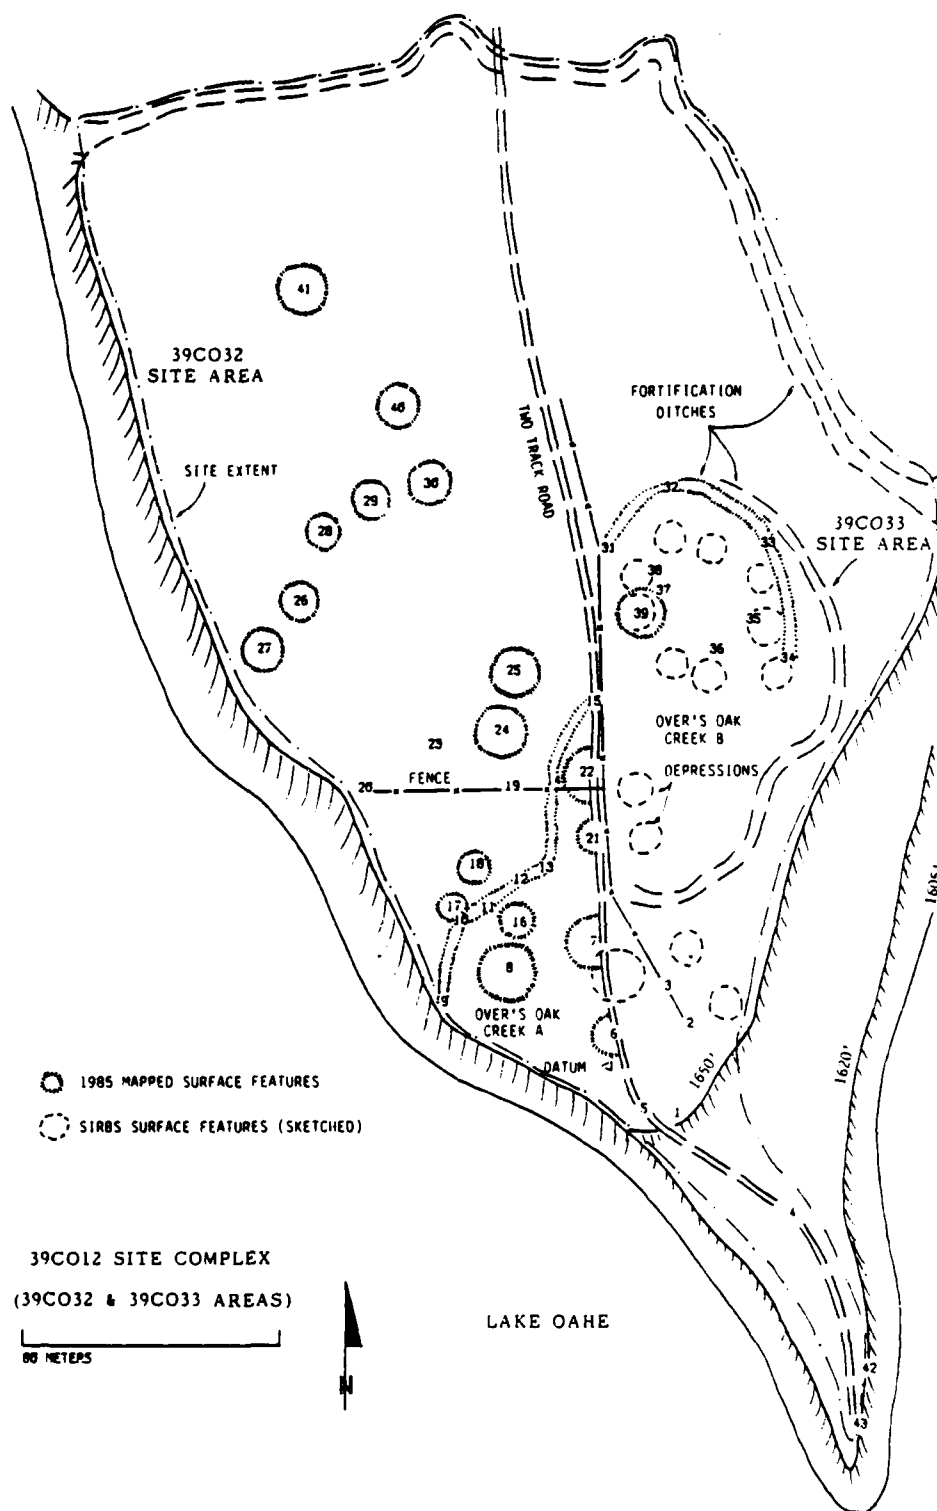 41
39CO32
SITE AREA
40
FORTIFICATION
DITCHES
TWO TRACK ROAD
SITE EXTENT
30
29
28
32
33
39CO33
SITE AREA
31
38
37
39
26
35
27
36
34
25
15
24
OVER'S OAK
CREEK B
23
22
DEPRESSIONS
20
FENCE
19
21
18
13
12
17
11
10
16
7
8
3
9
OVER'S OAK
CREEK A
2
6
DATUM
1650'
1620'
1605'
1985 MAPPED SURFACE FEATURES
5
1
SIRBS SURFACE FEATURES (SKETCHED)
4
39CO12 SITE COMPLEX
(39CO32 & 39CO33 AREAS)
LAKE OAHE
METERS
N
42
43